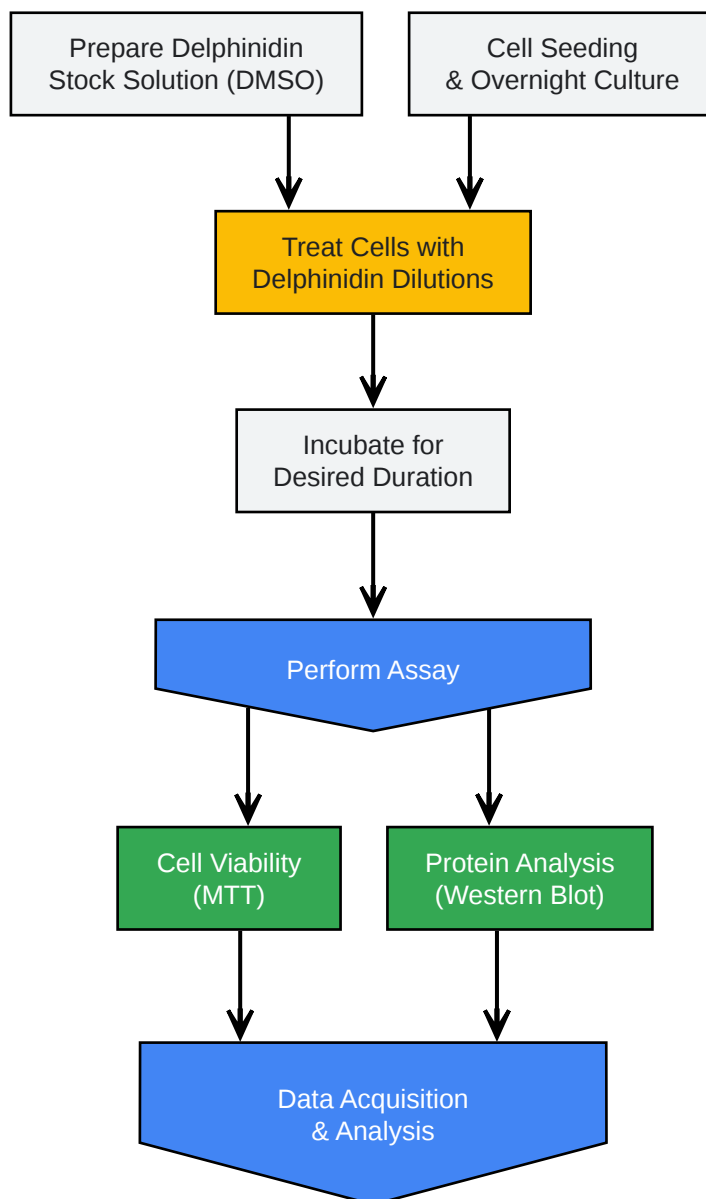 Prepare Delphinidin
Stock Solution (DMSO)
Cell Seeding
& Overnight Culture
Treat Cells with
Delphinidin Dilutions
Incubate for
Desired Duration
Perform Assay
Cell Viability
(MTT)
Protein Analysis
(Western Blot)
Data Acquisition
& Analysis